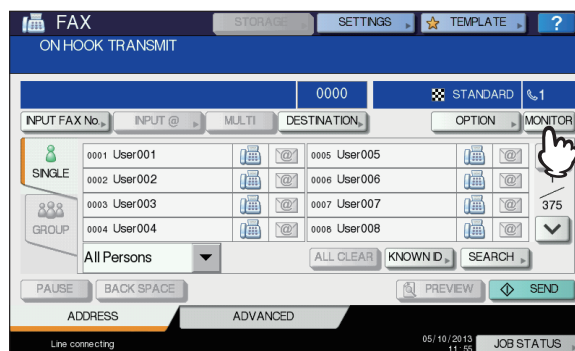 FAX STORAGE SETTINGS TEMPLATE ?
ON HOOK TRANSMIT
0000 STANDARD 1
INPUT FAX No. INPUT @ MULTI DESTINATION OPTION MONITOR
SINGLE
GROUP
0001 User001 @ 0005 User005 @
0002 User002 @ 0006 User006 @
0003 User003 @ 0007 User007 @
0004 User004 @ 0008 User008 @
1
375
All Persons ALL CLEAR KNOWN ID SEARCH
PAUSE BACK SPACE PREVIEW SEND
ADDRESS ADVANCED
Line connecting 05/10/2013
11:55 JOB STATUS